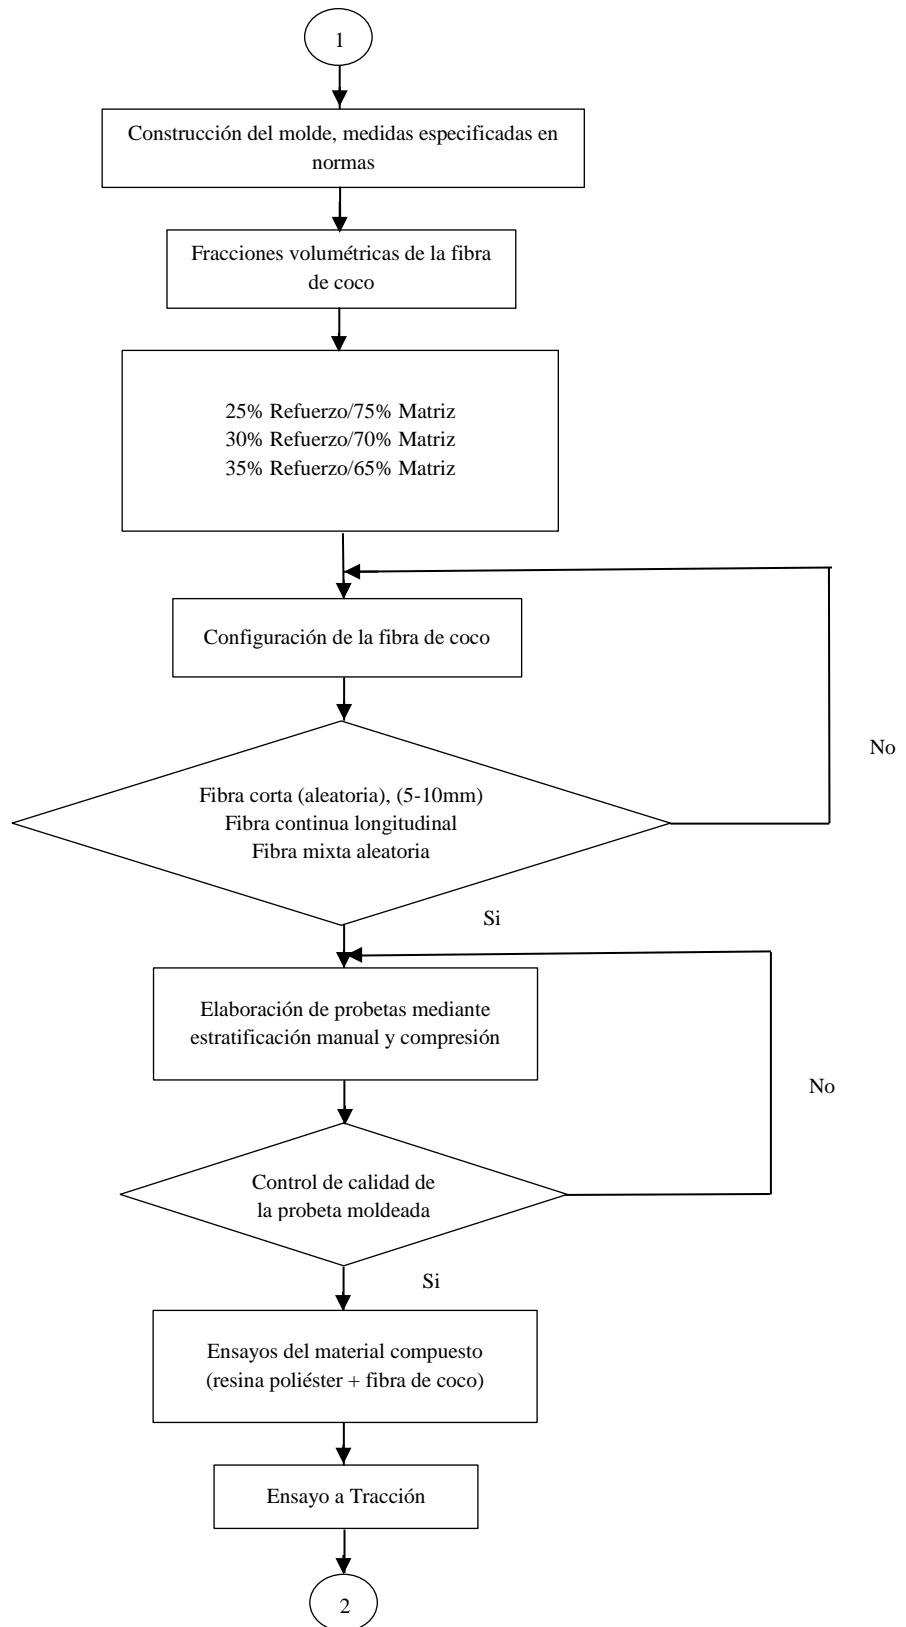 1
Construcción del molde, medidas especificadas en
normas
Fracciones volumétricas de la fibra
de coco
25% Refuerzo/75% Matriz
30% Refuerzo/70% Matriz
35% Refuerzo/65% Matriz
Configuración de la fibra de coco
No
Fibra corta (aleatoria), (5-10mm)
Fibra continua longitudinal
Fibra mixta aleatoria
Si
Elaboración de probetas mediante
estratificación manual y compresión
No
Control de calidad de
la probeta moldeada
Si
Ensayos del material compuesto
(resina poliéster + fibra de coco)
Ensayo a Tracción
2